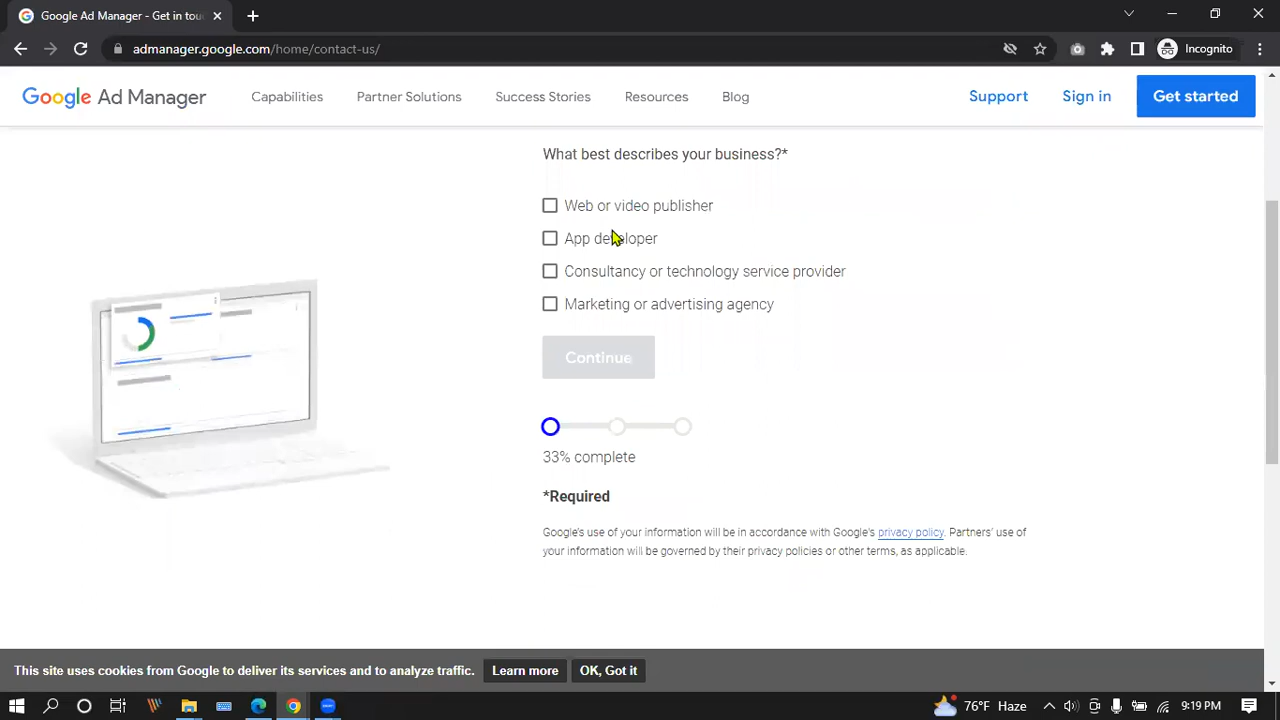 Google Ad Manager - Get in tou
admanager.google.com/home/contact-us/
Incognito
Google Ad Manager
Capabilities
Partner Solutions
Success Stories
Resources
Blog
Support
Sign in
Get started
What best describes your business?*
Web or video publisher
App developer
Consultancy or technology service provider
Marketing or advertising agency
Continue
33% complete
*Required
Google's use of your information will be in accordance with Google's privacy policy. Partners' use of
your information will be governed by their privacy policies or other terms, as applicable.
This site uses cookies from Google to deliver its services and to analyze traffic.
Learn more
OK, Got it
76°F Haze
9:19 PM